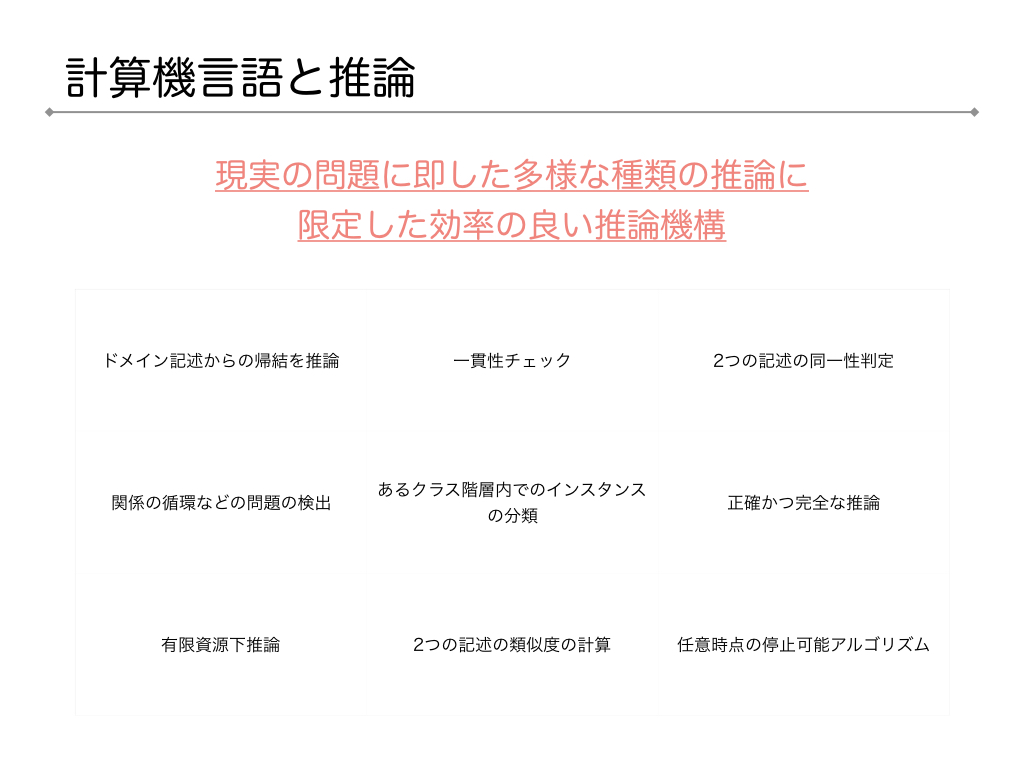 計算機言語と推論
現実の問題に即した多様な種類の推論に
限定した効率の良い推論機構
ドメイン記述からの帰結を推論
一貫性チェック
2つの記述の同一性判定
関係の循環などの問題の検出
あるクラス階層内でのインスタンス
の分類
正確かつ完全な推論
有限資源下推論
2つの記述の類似度の計算
任意時点の停止可能アルゴリズム